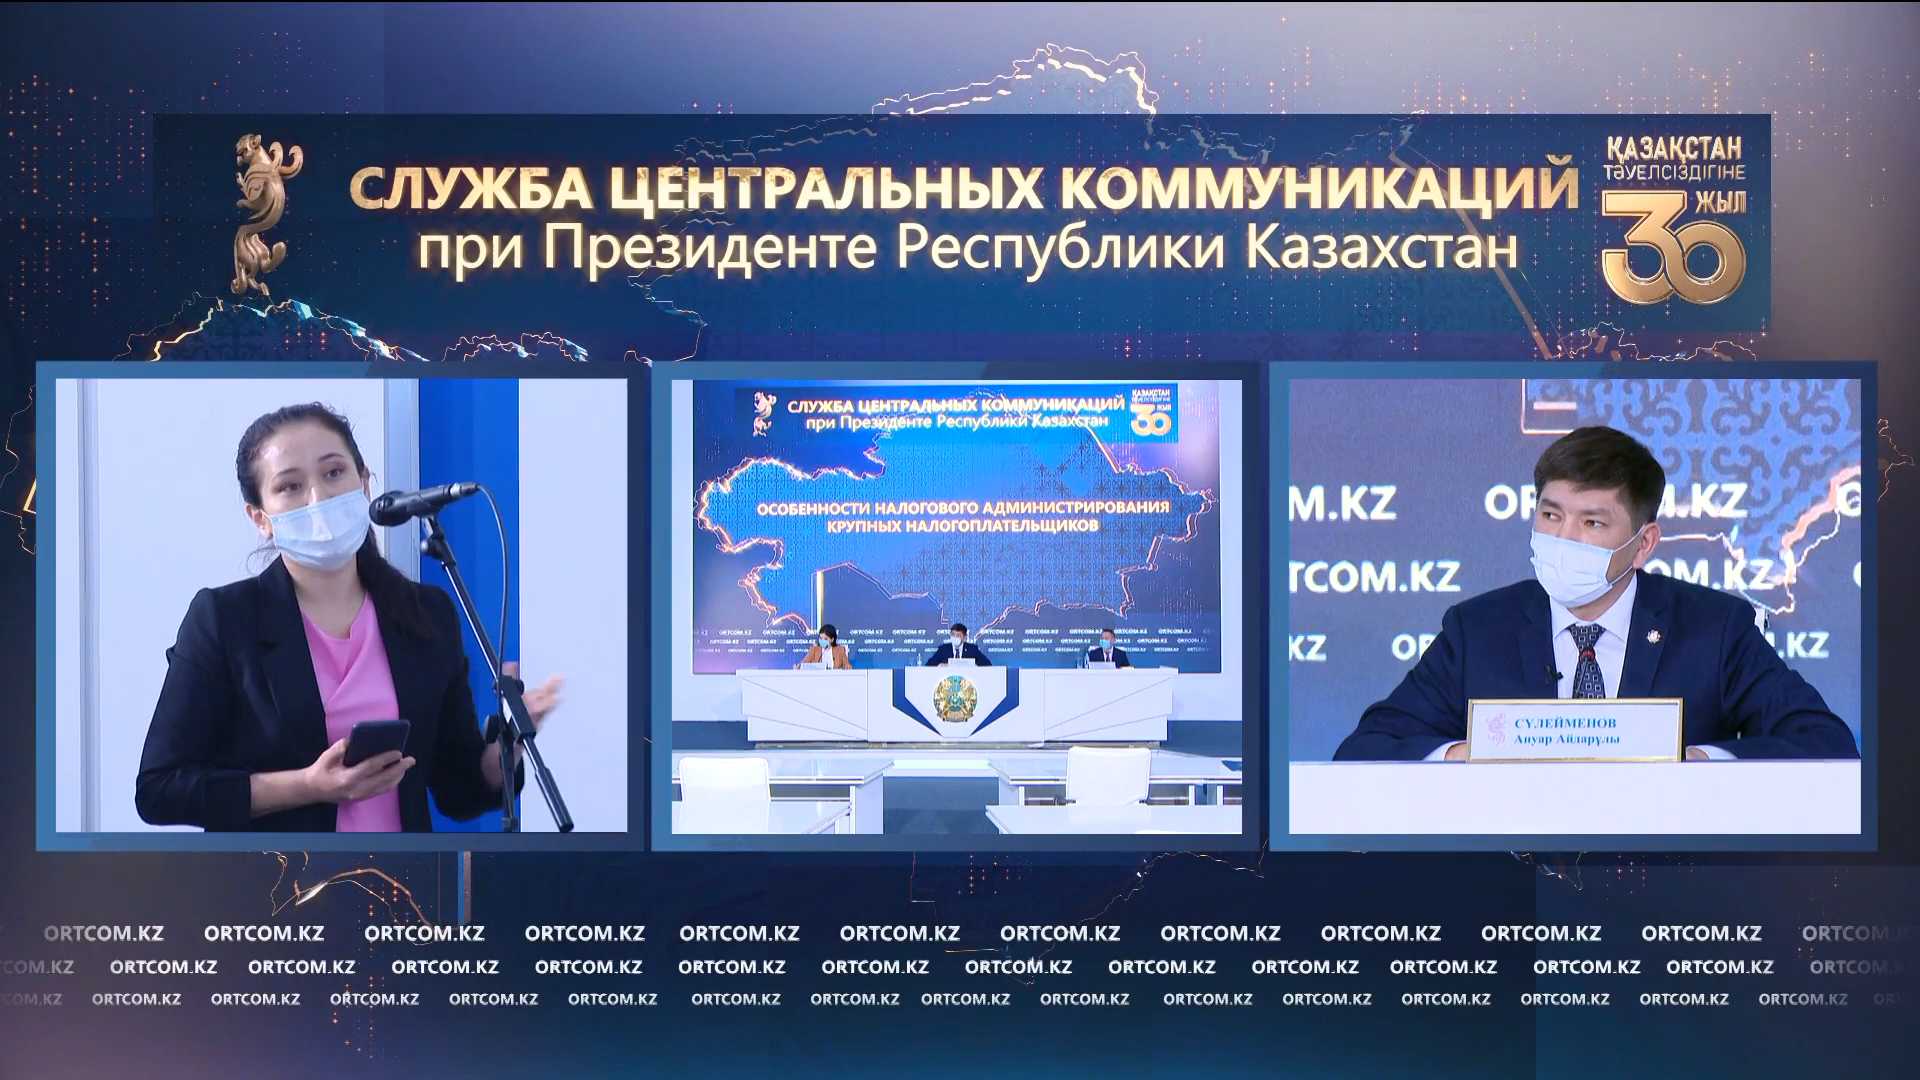 СЛУЖБА ЦЕНТРАЛЬНЫХ КОММУНИКАЦИЙ
при Президенте Республики Казахстан
ҚАЗАҚСТАН
ТӘУЕЛСІЗДІГІНЕ
30 ЖЫЛ
СЛУЖБА ЦЕНТРАЛЬНЫХ КОММУНИКАЦИЙ
при Президенте Республики Казахстан
ҚАЗАҚСТАН
30 ЖЫЛ
ОСОБЕННОСТИ НАЛОГОВОГО АДМИНИСТРИРОВАНИЯ
КРУПНЫХ НАЛОГОПЛАТЕЛЬЩИКОВ
СҮЛЕЙМЕНОВ
Ануар Айдарұлы
ORTCOM.KZ ORTCOM.KZ ORTCOM.KZ ORTCOM.KZ ORTCOM.KZ ORTCOM.KZ ORTCOM.KZ ORTCOM.KZ ORTCOM.KZ ORTCOM.KZ ORTCOM.KZ ORTCOM.KZ
ORTCOM.KZ ORTCOM.KZ ORTCOM.KZ ORTCOM.KZ ORTCOM.KZ ORTCOM.KZ ORTCOM.KZ ORTCOM.KZ ORTCOM.KZ ORTCOM.KZ ORTCOM.KZ ORTCOM.KZ
ORTCOM.KZ ORTCOM.KZ ORTCOM.KZ ORTCOM.KZ ORTCOM.KZ ORTCOM.KZ ORTCOM.KZ ORTCOM.KZ ORTCOM.KZ ORTCOM.KZ ORTCOM.KZ ORTCOM.KZ ORTCOM.KZ ORTCOM.KZ ORTCOM.KZ